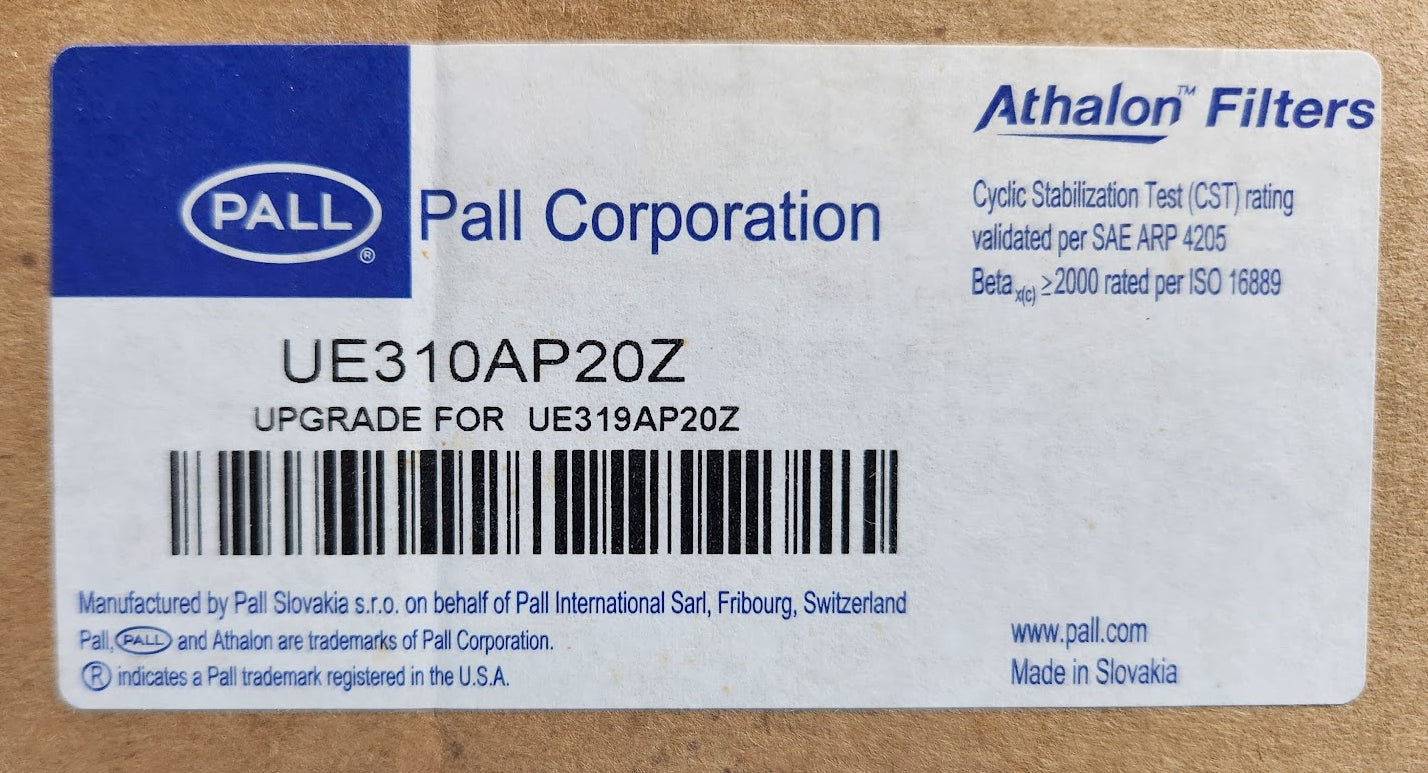 PALL
®
Pall Corporation
Athalon™ Filters
Cyclic Stabilization Test (CST) rating
validated per SAE ARP 4205
Beta x(c) ≥2000 rated per ISO 16889
UE310AP20Z
UPGRADE FOR UE319AP20Z
Manufactured by Pall Slovakia s.r.o. on behalf of Pall International Sarl, Fribourg, Switzerland
Pall, PALL and Athalon are trademarks of Pall Corporation.
® indicates a Pall trademark registered in the U.S.A.
www.pall.com
Made in Slovakia